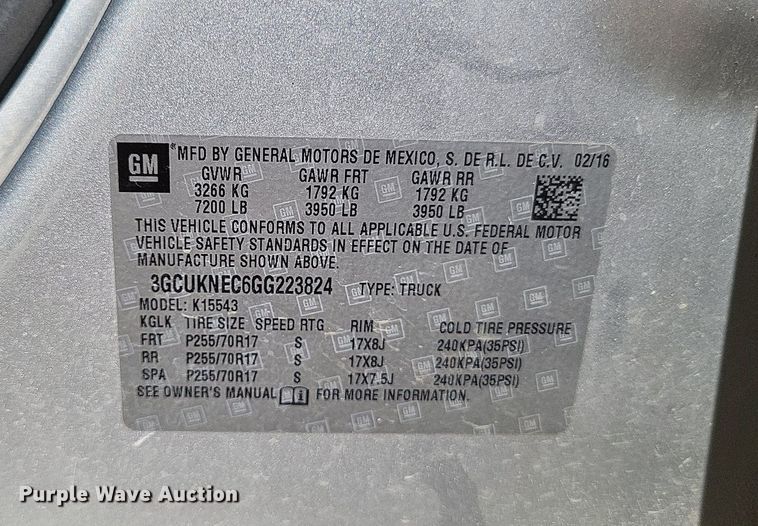 GM ® MFD BY GENERAL MOTORS DE MEXICO, S. DE R.L. DE C.V. 02/16
GVWR GAWR FRT GAWR RR
3266 KG 1792 KG 1792 KG
7200 LB 3950 LB 3950 LB
THIS VEHICLE CONFORMS TO ALL APPLICABLE U.S. FEDERAL MOTOR
VEHICLE SAFETY STANDARDS IN EFFECT ON THE DATE OF
MANUFACTURE SHOWN ABOVE.
3GCUKNEC6GG223824 TYPE: TRUCK
MODEL: K15543
KGLK TIRE SIZE SPEED RTG RIM COLD TIRE PRESSURE
FRT P255/70R17 S 17X8J 240KPA(35PSI)
RR P255/70R17 S 17X8J 240KPA(35PSI)
SPA P255/70R17 S 17X7.5J 240KPA(35PSI)
SEE OWNER'S MANUAL FOR MORE INFORMATION.
Purple Wave Auction